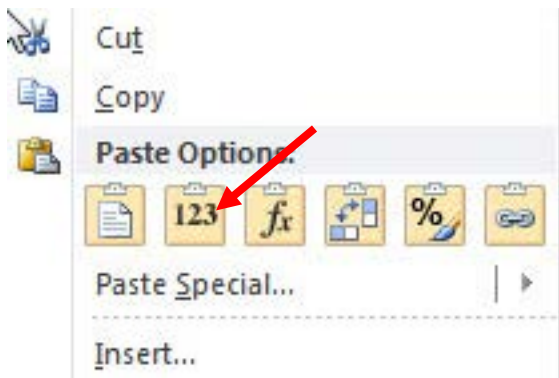 Cut
Copy
Paste Options:
123 fx %
Paste Special...
Insert...